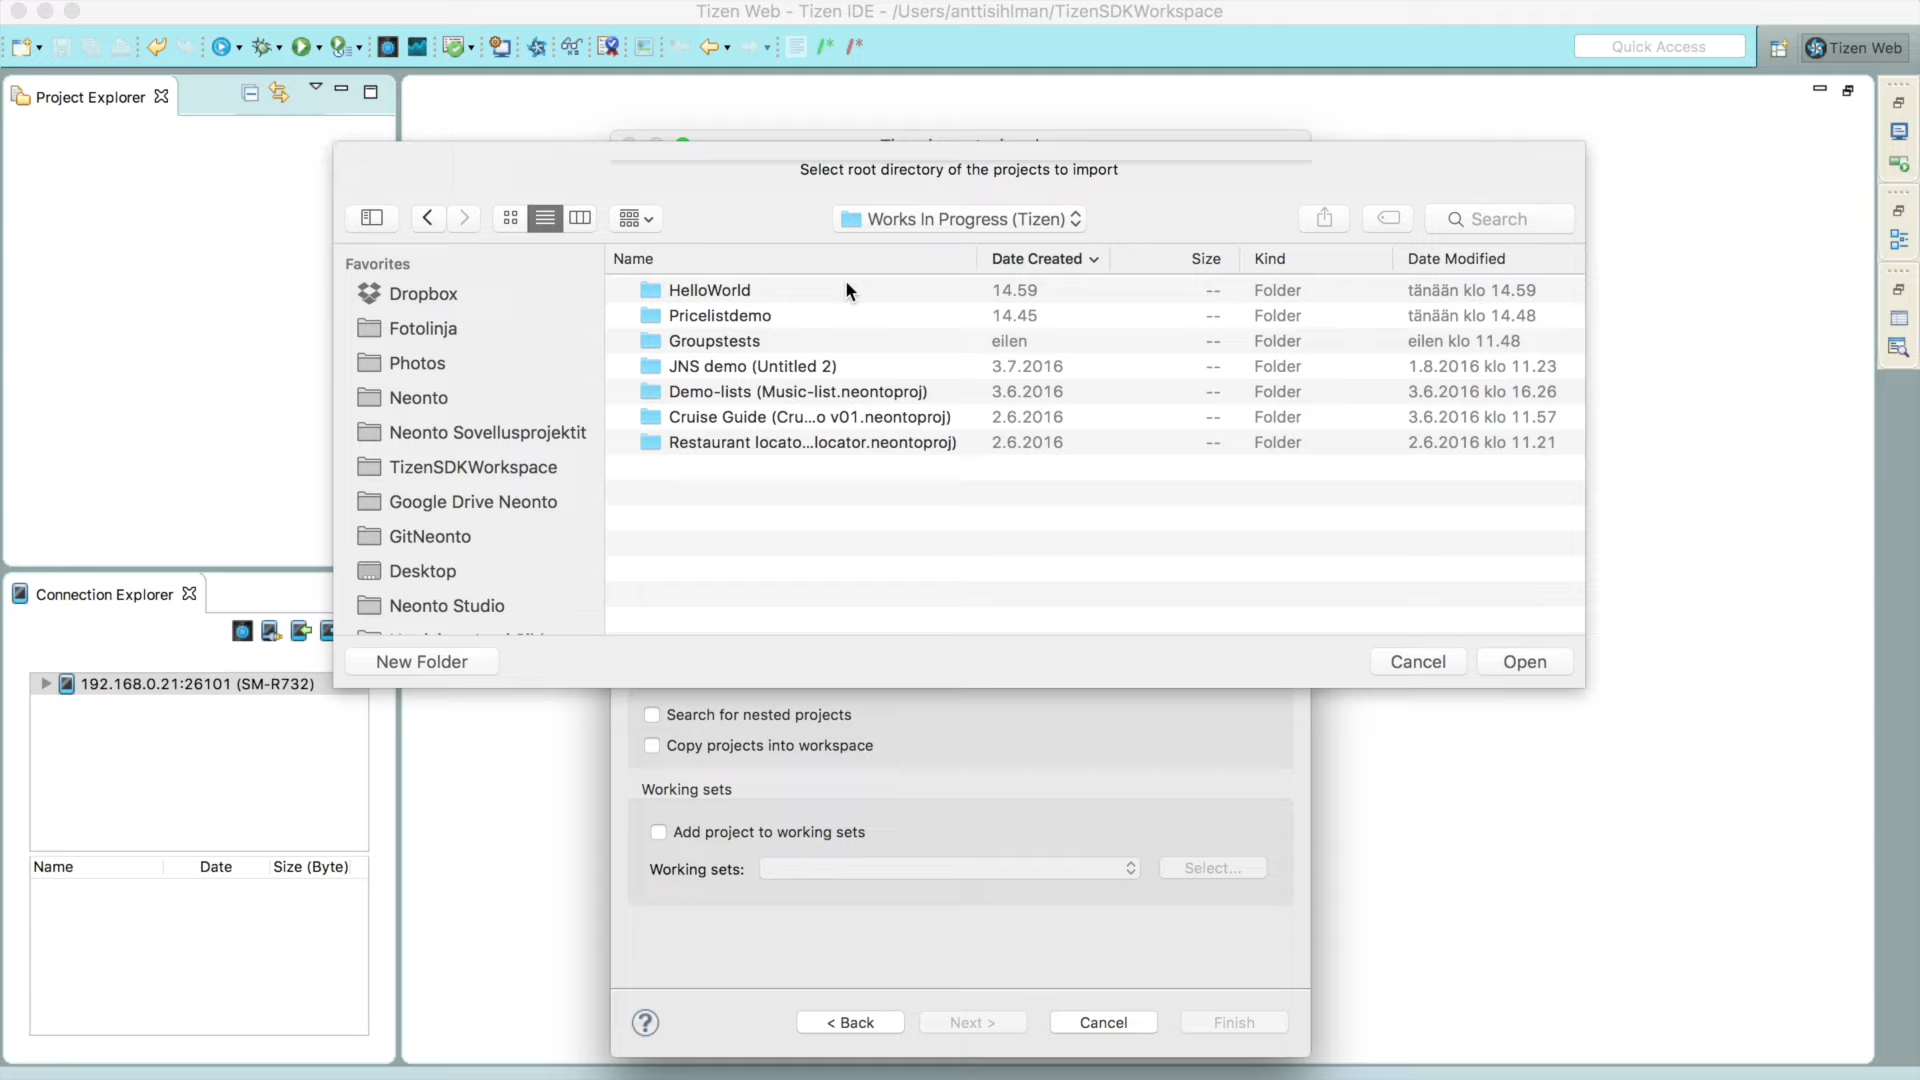 Tizen Web - Tizen IDE - /Users/anttisihlman/TizenSDKWorkspace
Quick Access
Tizen Web
Project Explorer
Select root directory of the projects to import
Works In Progress (Tizen)
Search
Favorites
Dropbox
Fotolinja
Photos
Neonto
Neonto Sovellusprojektit
TizenSDKWorkspace
Google Drive Neonto
GitNeonto
Desktop
Neonto Studio
Name Date Created Size Kind Date Modified
HelloWorld 14.59 -- Folder tänään klo 14.59
Pricelistdemo 14.45 -- Folder tänään klo 14.48
Groupstests eilen -- Folder eilen klo 11.48
JNS demo (Untitled 2) 3.7.2016 -- Folder 1.8.2016 klo 11.23
Demo-lists (Music-list.neontoproj) 3.6.2016 -- Folder 3.6.2016 klo 16.26
Cruise Guide (Cru...o v01.neontoproj) 2.6.2016 -- Folder 3.6.2016 klo 11.57
Restaurant locato...locator.neontoproj) 2.6.2016 -- Folder 2.6.2016 klo 11.21
New Folder Cancel Open
Connection Explorer
192.168.0.21:26101 (SM-R732)
Name Date Size (Byte)
Search for nested projects
Copy projects into workspace
Working sets
Add project to working sets
Working sets: Select...
? < Back Next > Cancel Finish